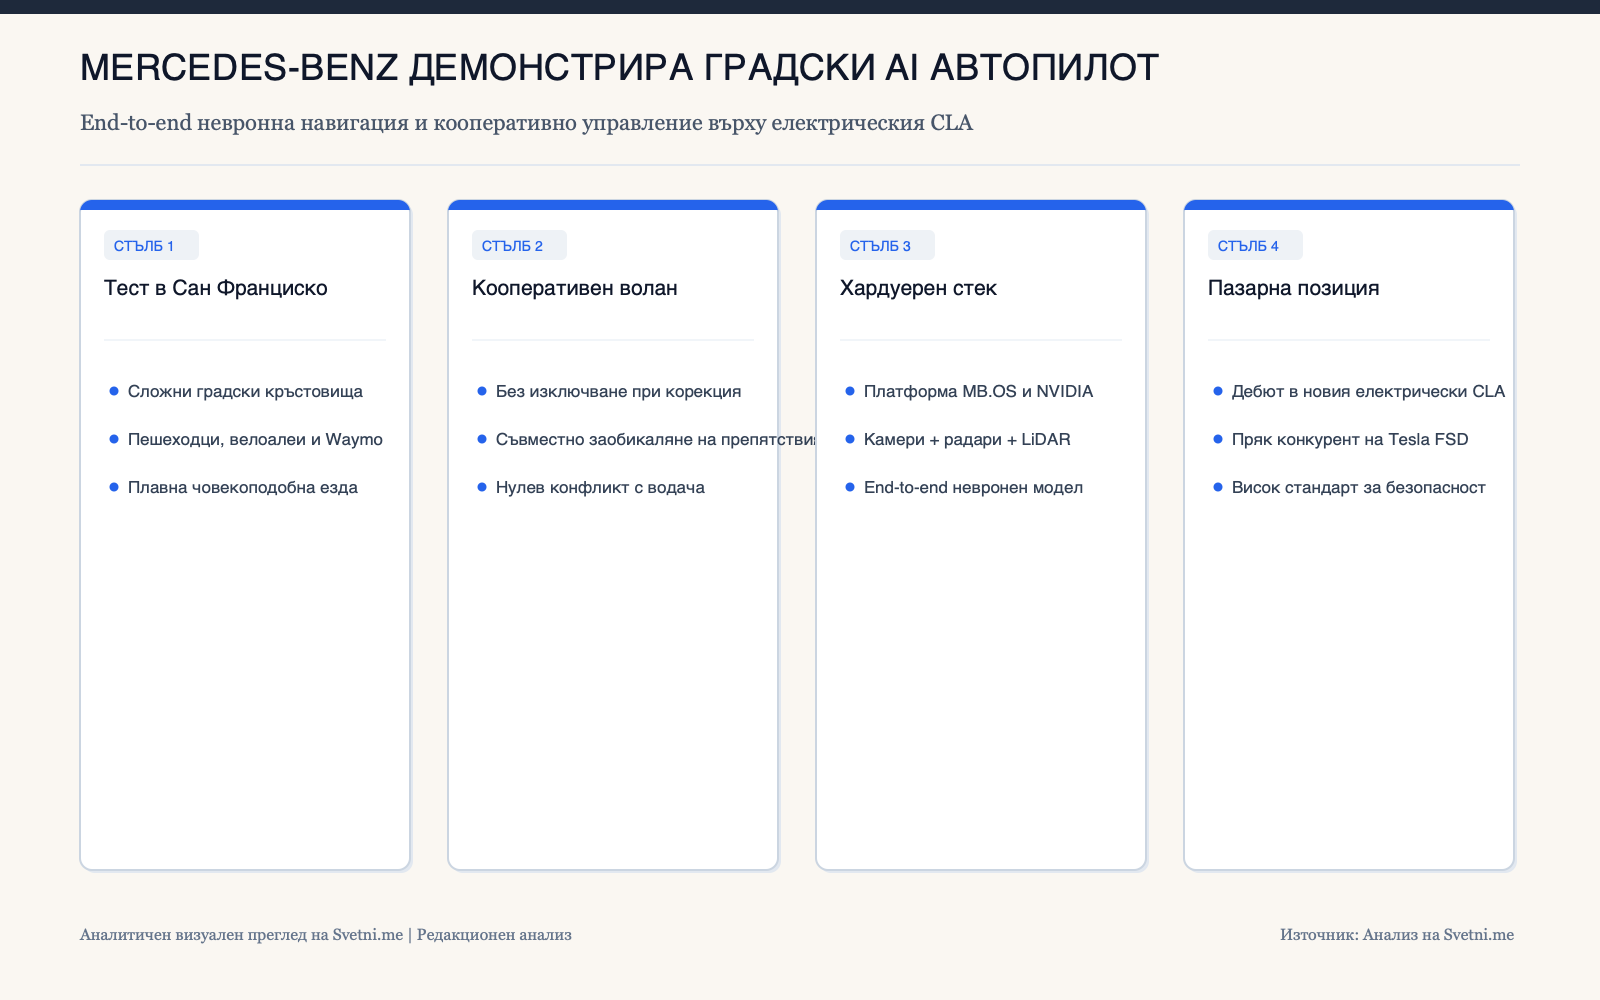 MERCEDES-BENZ ДЕМОНСТРИРА ГРАДСКИ AI АВТОПИЛОТ
End-to-end невронна навигация и кооперативно управление върху електрическия CLA
СТЪЛБ 1
Тест в Сан Франциско
Сложни градски кръстовища
Пешеходци, велоалеи и Waymo
Плавна човекоподобна езда
СТЪЛБ 2
Кооперативен волан
Без изключване при корекция
Съвместно заобикаляне на препятствия
Нулев конфликт с водача
СТЪЛБ 3
Хардуерен стек
Платформа MB.OS и NVIDIA
Камери + радари + LiDAR
End-to-end невронен модел
СТЪЛБ 4
Пазарна позиция
Дебют в новия електрически CLA
Пряк конкурент на Tesla FSD
Висок стандарт за безопасност
Аналитичен визуален преглед на Svetni.me | Редакционен анализ
Източник: Анализ на Svetni.me